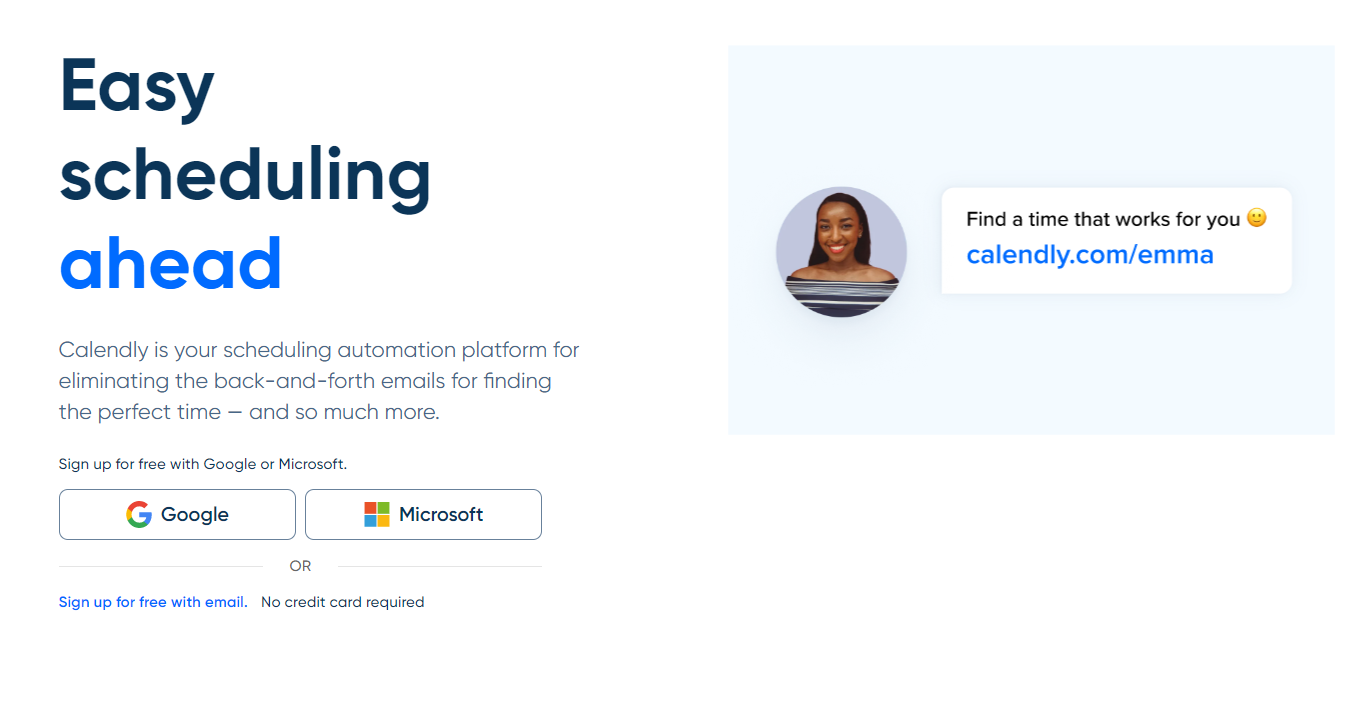 Easy
scheduling
ahead
Calendly is your scheduling automation platform for
eliminating the back-and-forth emails for finding
the perfect time — and so much more.
Sign up for free with Google or Microsoft.
Google
Microsoft
OR
Sign up for free with email. No credit card required
Find a time that works for you 🙂
calendly.com/emma